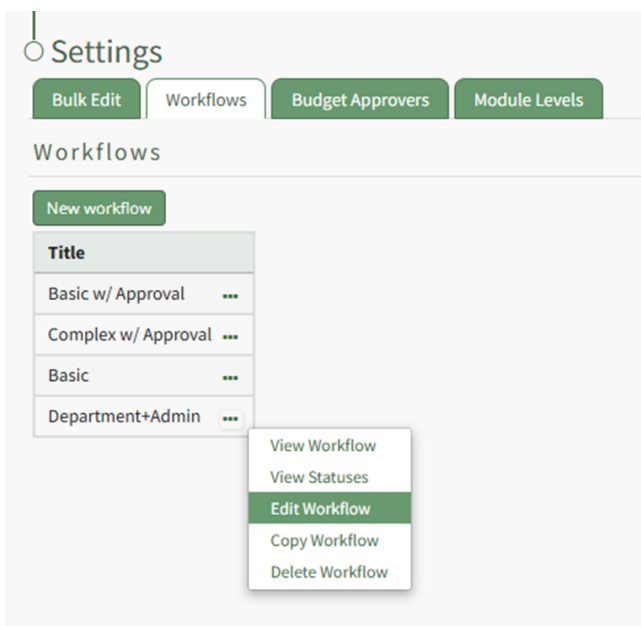 Settings
Bulk Edit Workflows Budget Approvers Module Levels
Workflows
New workflow
Title
Basic w/ Approval
Complex w/ Approval
Basic
Department+Admin
View Workflow
View Statuses
Edit Workflow
Copy Workflow
Delete Workflow